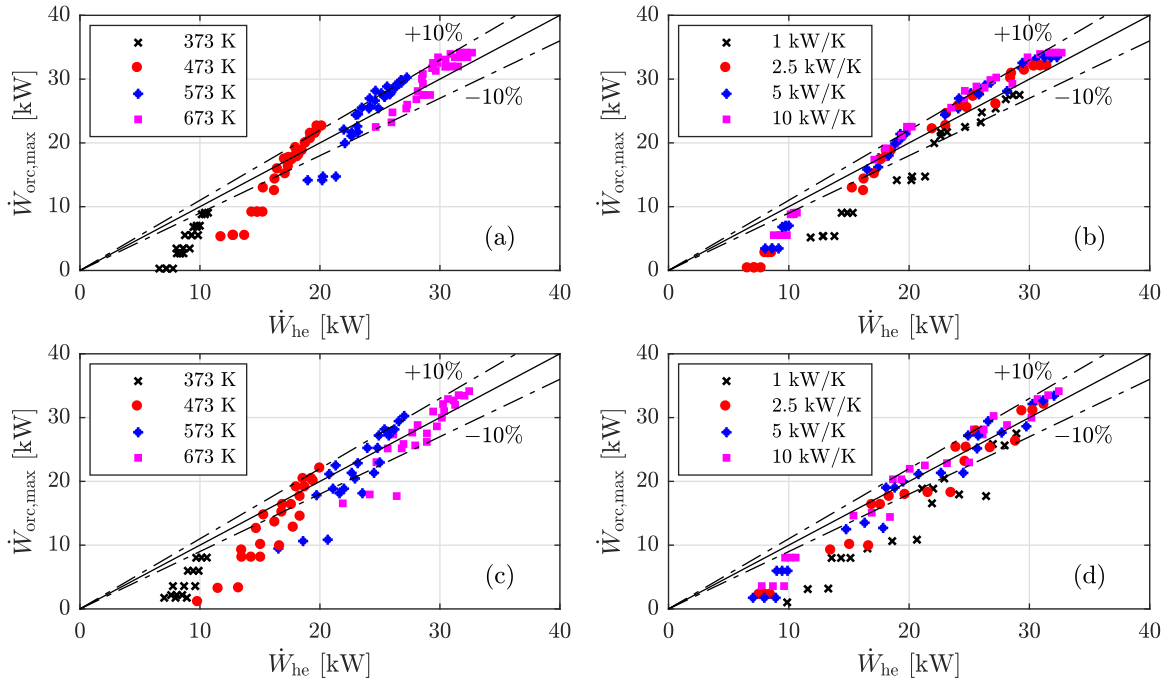 40
30
20
10
0
Ẇorc,max [kW]
373 K
473 K
573 K
673 K
+10%
−10%
(a)
0 10 20 30 40
Ẇhe [kW]
40
30
20
10
0
Ẇorc,max [kW]
1 kW/K
2.5 kW/K
5 kW/K
10 kW/K
+10%
−10%
(b)
0 10 20 30 40
Ẇhe [kW]
40
30
20
10
0
Ẇorc,max [kW]
373 K
473 K
573 K
673 K
+10%
−10%
(c)
0 10 20 30 40
Ẇhe [kW]
40
30
20
10
0
Ẇorc,max [kW]
1 kW/K
2.5 kW/K
5 kW/K
10 kW/K
+10%
−10%
(d)
0 10 20 30 40
Ẇhe [kW]